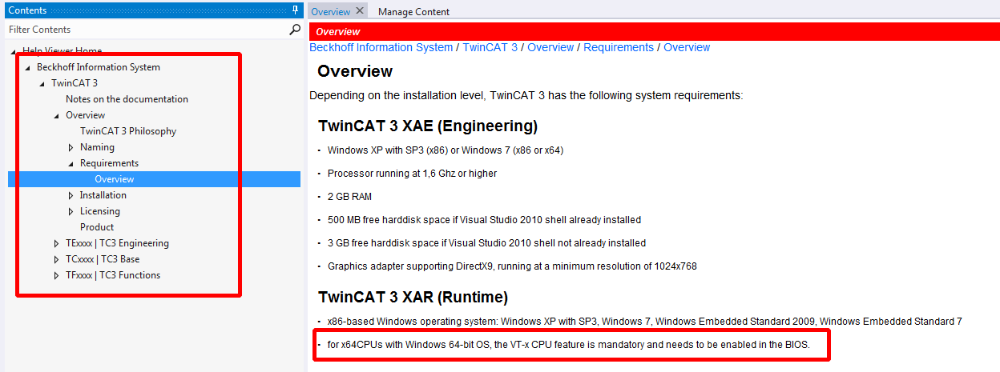 Contents
Filter Contents
Help Viewer Home
Beckhoff Information System
TwinCAT 3
Notes on the documentation
Overview
TwinCAT 3 Philosophy
Naming
Requirements
Overview
Installation
Licensing
Product
TExxxx | TC3 Engineering
TCxxxx | TC3 Base
TFxxxx | TC3 Functions
Overview
Manage Content
Overview
Beckhoff Information System / TwinCAT 3 / Overview / Requirements / Overview
Overview
Depending on the installation level, TwinCAT 3 has the following system requirements:
TwinCAT 3 XAE (Engineering)
- Windows XP with SP3 (x86) or Windows 7 (x86 or x64)
- Processor running at 1,6 Ghz or higher
- 2 GB RAM
- 500 MB free harddisk space if Visual Studio 2010 shell already installed
- 3 GB free harddisk space if Visual Studio 2010 shell not already installed
- Graphics adapter supporting DirectX9, running at a minimum resolution of 1024x768
TwinCAT 3 XAR (Runtime)
- x86-based Windows operating system: Windows XP with SP3, Windows 7, Windows Embedded Standard 2009, Windows Embedded Standard 7
- for x64CPUs with Windows 64-bit OS, the VT-x CPU feature is mandatory and needs to be enabled in the BIOS.